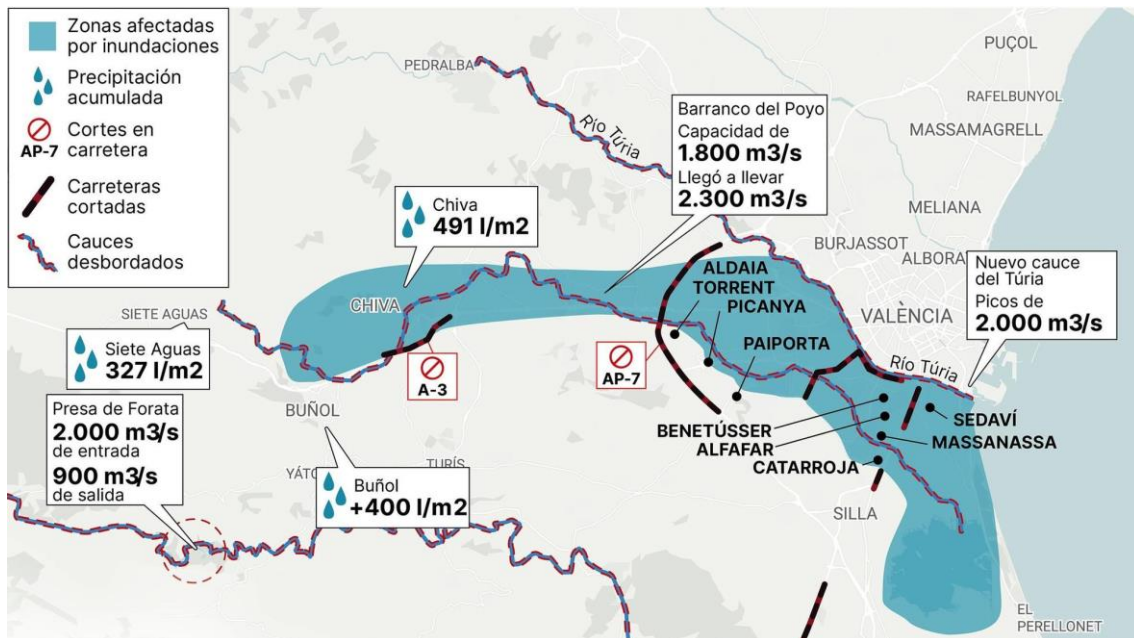 Zonas afectadas
por inundaciones
Precipitación
acumulada
Cortes en
carretera
AP-7
Carreteras
cortadas
Cauces
desbordados
PEDRALBA
Río Túria
PUÇOL
RAFELBUNYOL
MASSAMAGRELL
MELIANA
BURJASSOT
ALBORA
VALÈNCIA
Barranco del Poyo
Capacidad de
1.800 m3/s
Llegó a llevar
2.300 m3/s
Chiva
491 l/m2
Nuevo cauce
del Túria
Picos de
2.000 m3/s
CHIVA
SIETE AGUAS
Siete Aguas
327 l/m2
A-3
AP-7
ALDAIA
TORRENT
PICANYA
PAIPORTA
Río Túria
BENETÚSSER
ALFAFAR
CATARROJA
SEDAVÍ
MASSANASSA
Presa de Forata
2.000 m3/s
de entrada
900 m3/s
de salida
BUÑOL
YÁTO
TURÍS
Buñol
+400 l/m2
SILLA
EL
PERELLONET